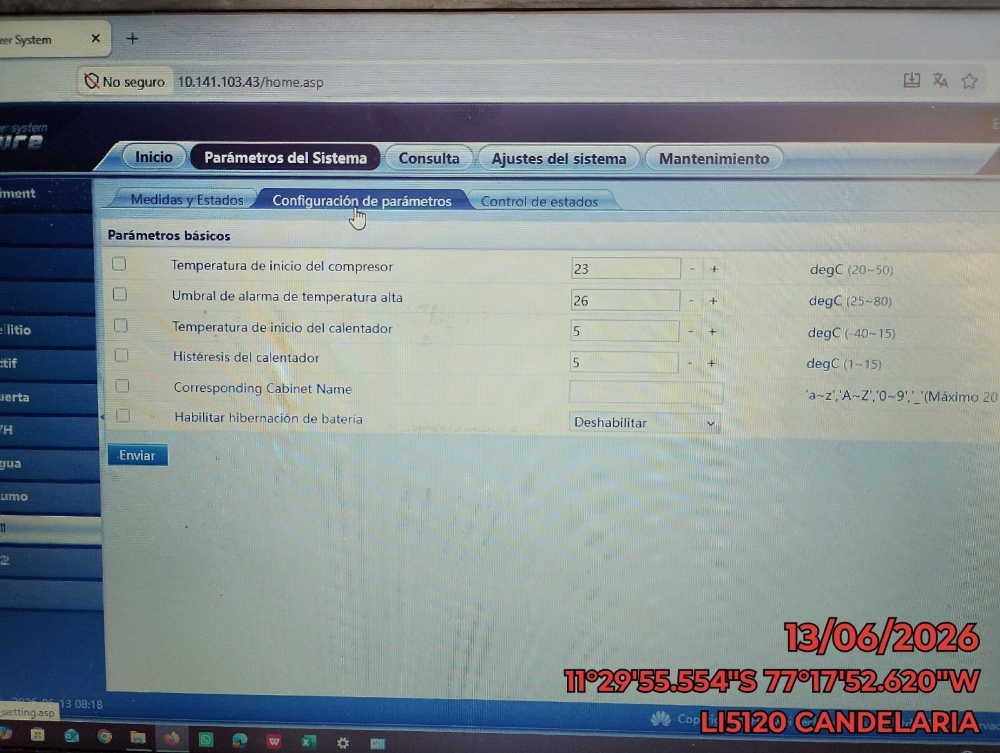 System
No seguro 10.141.103.43/home.asp
system
Inicio Parámetros del Sistema Consulta Ajustes del sistema Mantenimiento
Medidas y Estados Configuración de parámetros Control de estados
Parámetros básicos
Temperatura de inicio del compresor 23 - + degC (20~50)
Umbral de alarma de temperatura alta 26 - + degC (25~80)
Temperatura de inicio del calentador 5 - + degC (-40~15)
Histéresis del calentador 5 - + degC (1~15)
Corresponding Cabinet Name 'a~z','A~Z','0~9','_'(Máximo 20
Habilitar hibernación de batería Deshabilitar
Enviar
litio
2
13/06/2026
11°29'55.554"S 77°17'52.620"W
LI5120 CANDELARIA
13 08:18
setting.asp